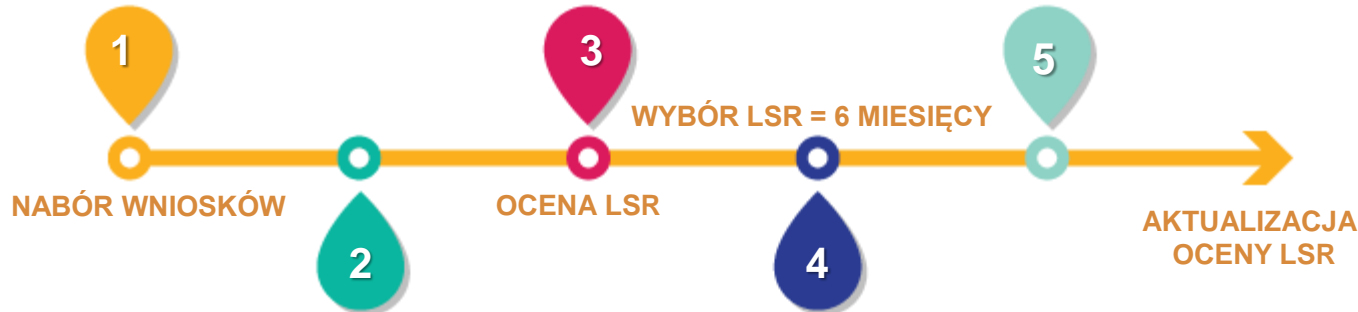 1
3
5
WYBÓR LSR = 6 MIESIĘCY
NABÓR WNIOSKÓW
OCENA LSR
AKTUALIZACJA
OCENY LSR
2
4